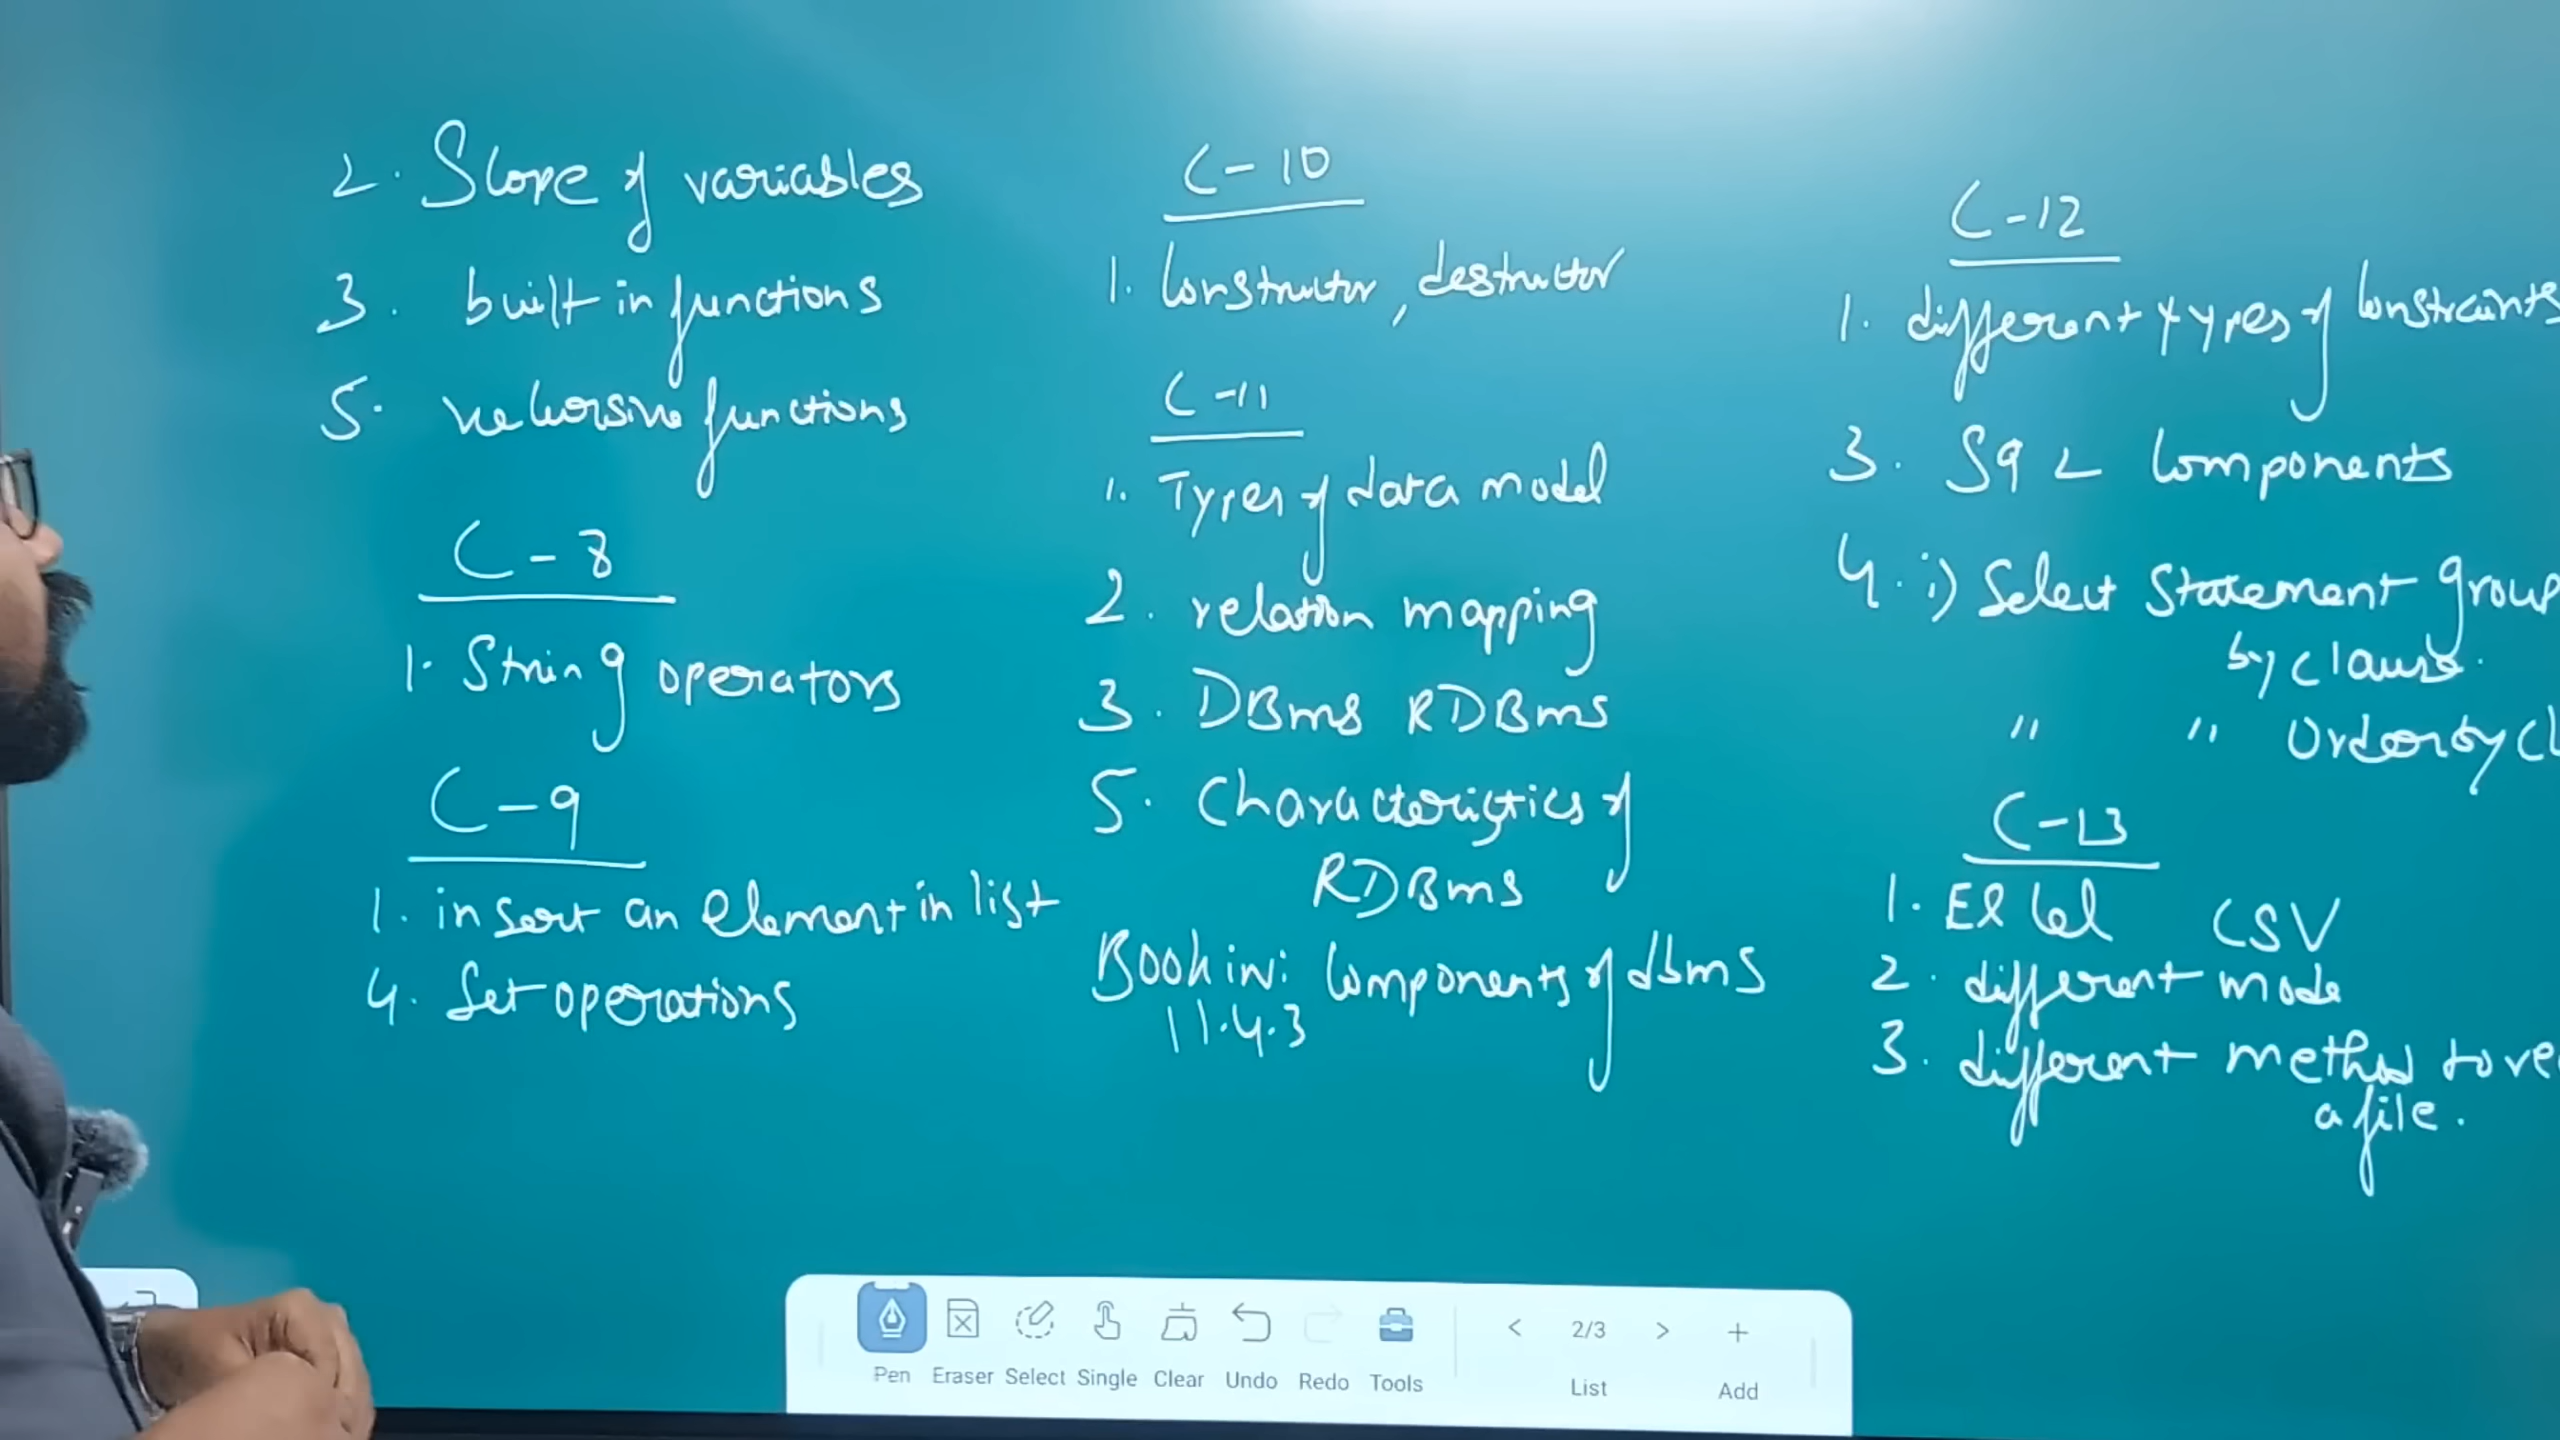 2. Scope of variables
3. built in functions
5. recursive functions
C-8
1. String operators
C-9
1. insert an element in list
4. Set operations
C-10
1. Constructor, destructor
C-11
1. Types of data model
2. relation mapping
3. DBms RDBms
5. Characteristics of
RDBms
Book in: Components of dbms
11.4.3
C-12
1. different types of Constraints
3. SqL Components
4. i) Select Statement group
by clause.
" " Order by cl
C-13
1. Excel CSV
2. different mode
3. different method to re
a file.
Pen Eraser Select Single Clear Undo Redo Tools
< 2/3 > +
List Add